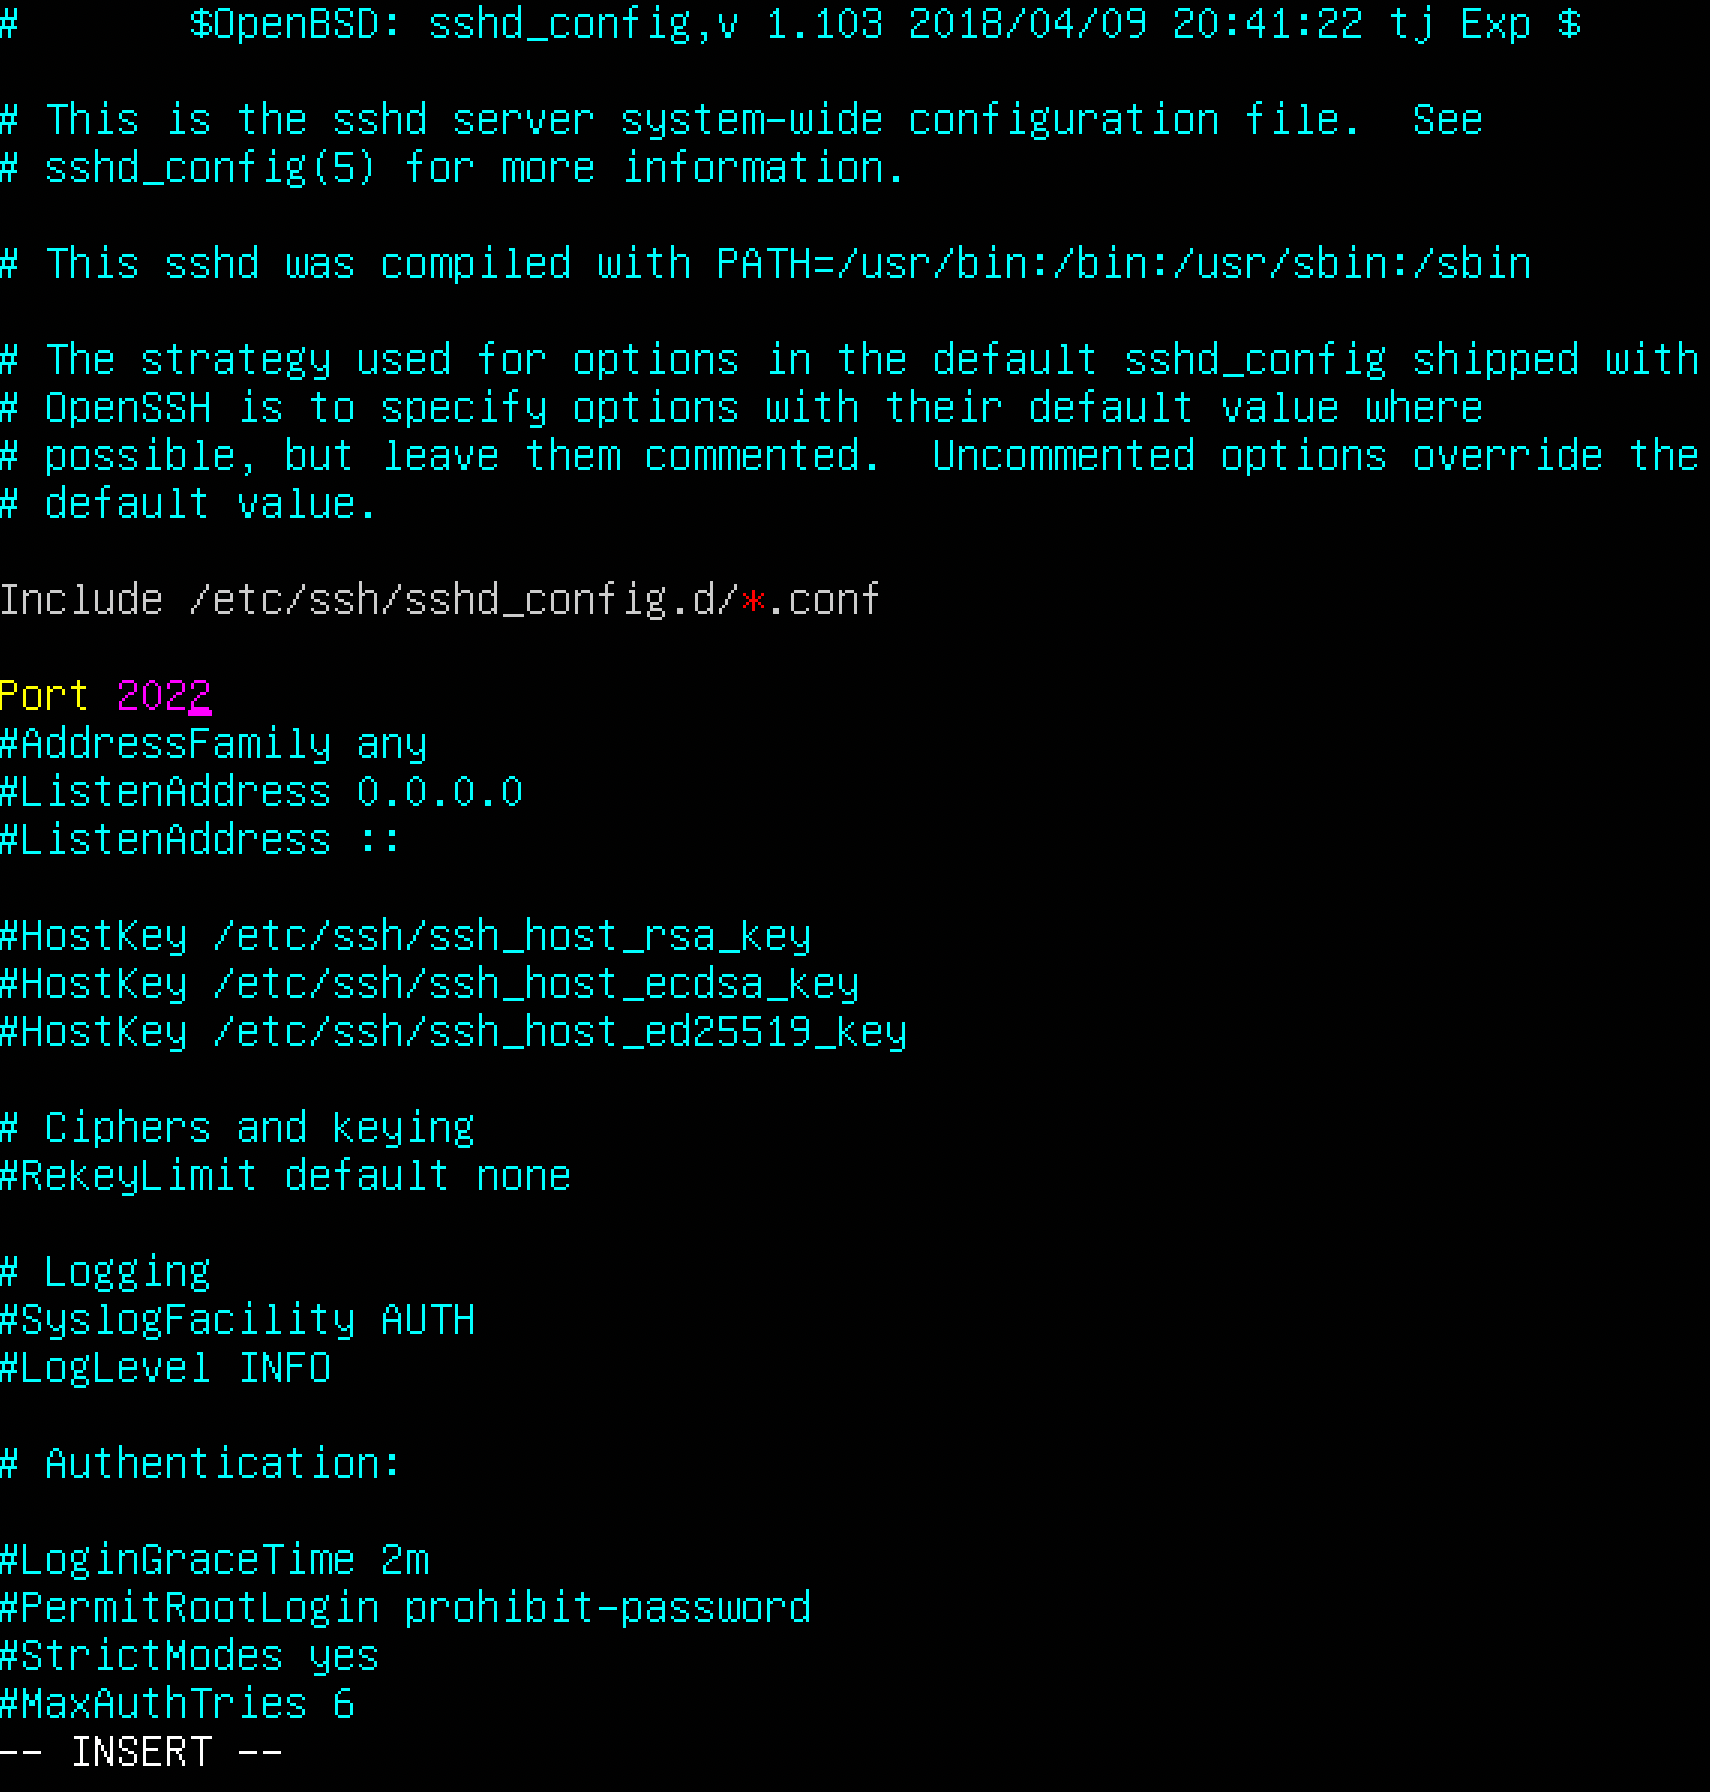 #       $OpenBSD: sshd_config,v 1.103 2018/04/09 20:41:22 tj Exp $
# This is the sshd server system-wide configuration file.  See
# sshd_config(5) for more information.
# This sshd was compiled with PATH=/usr/bin:/bin:/usr/sbin:/sbin
# The strategy used for options in the default sshd_config shipped with
# OpenSSH is to specify options with their default value where
# possible, but leave them commented.  Uncommented options override the
# default value.
Include /etc/ssh/sshd_config.d/*.conf
Port 2022
#AddressFamily any
#ListenAddress 0.0.0.0
#ListenAddress ::
#HostKey /etc/ssh/ssh_host_rsa_key
#HostKey /etc/ssh/ssh_host_ecdsa_key
#HostKey /etc/ssh/ssh_host_ed25519_key
# Ciphers and keying
#RekeyLimit default none
# Logging
#SyslogFacility AUTH
#LogLevel INFO
# Authentication:
#LoginGraceTime 2m
#PermitRootLogin prohibit-password
#StrictModes yes
#MaxAuthTries 6
-- INSERT --